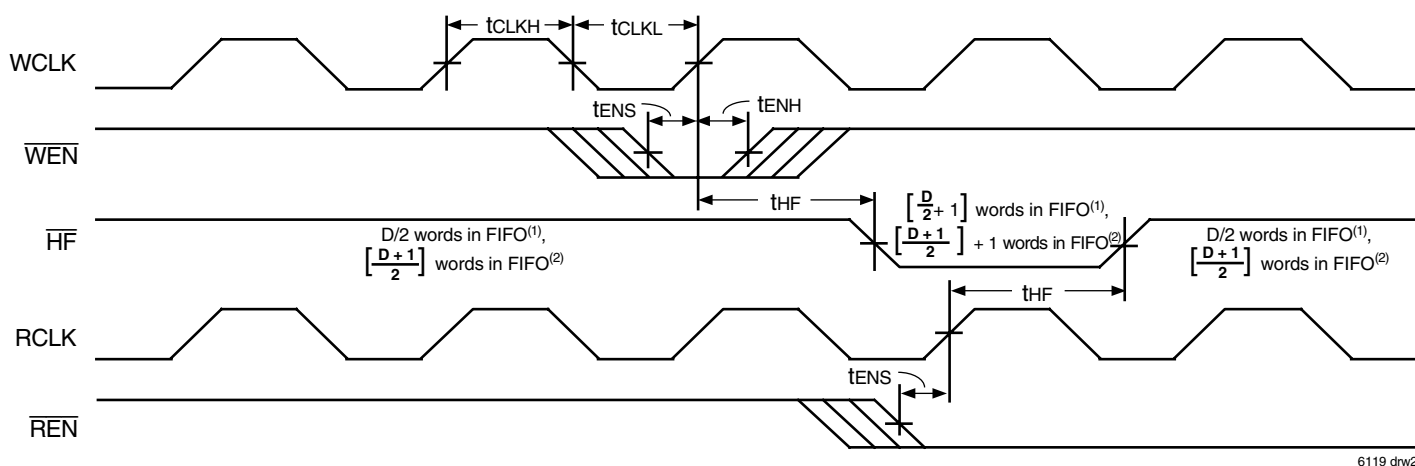 tCLKH
tCLKL
WCLK
tENS
tENH
WEN
tHF
[D/2 + 1] words in FIFO(1),
[D + 1/2] + 1 words in FIFO(2)
HF
D/2 words in FIFO(1),
[D + 1/2] words in FIFO(2)
D/2 words in FIFO(1),
[D + 1/2] words in FIFO(2)
tHF
RCLK
tENS
REN
6119 drw2